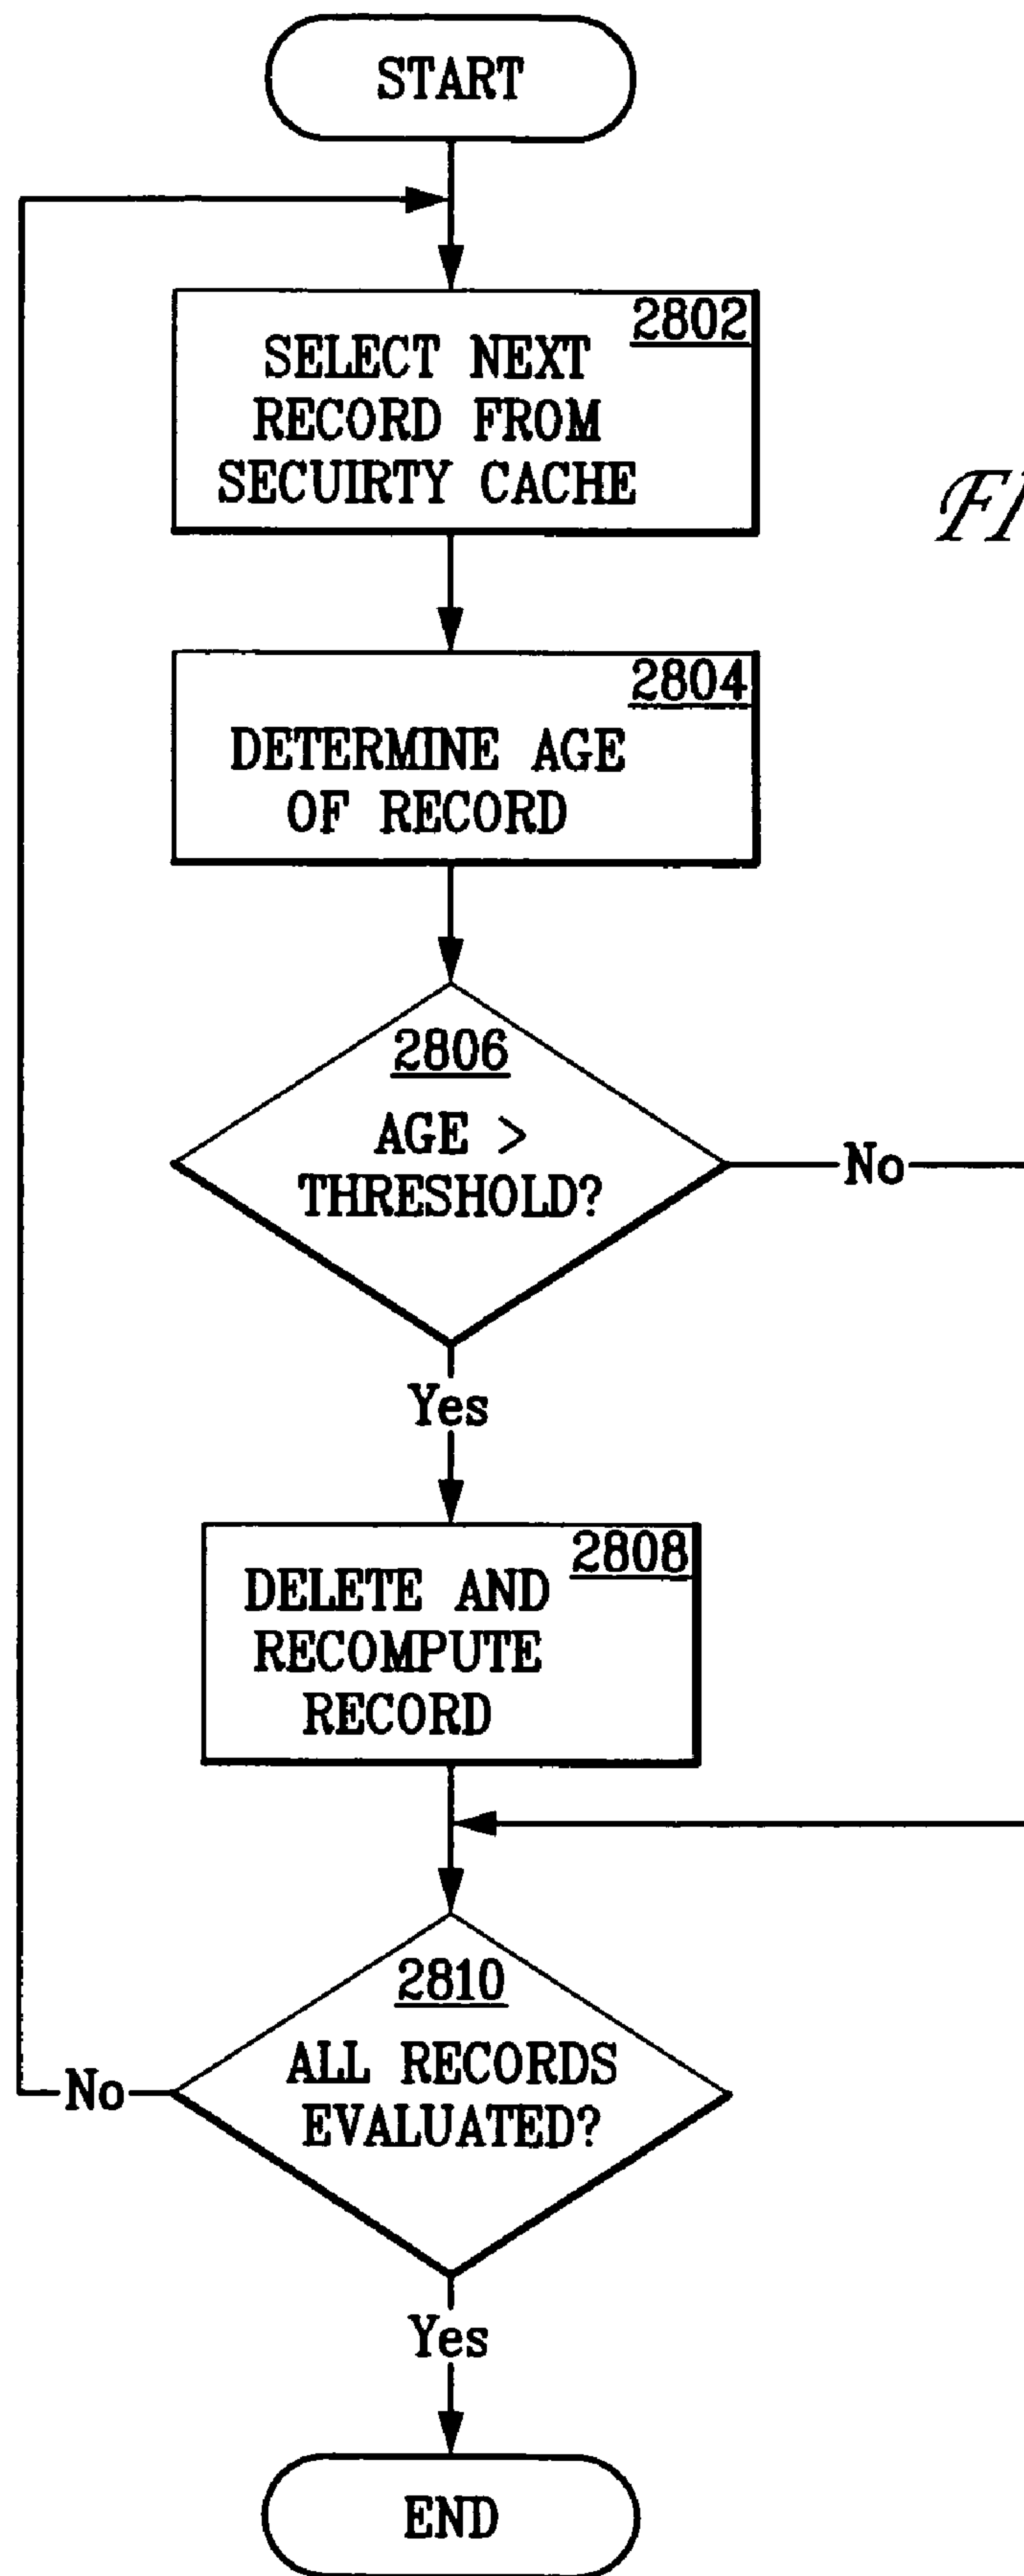 START
2802
SELECT NEXT
RECORD FROM
SECUIRTY CACHE
2804
DETERMINE AGE
OF RECORD
2806
AGE >
THRESHOLD?
No
Yes
2808
DELETE AND
RECOMPUTE
RECORD
2810
ALL RECORDS
EVALUATED?
No
Yes
END